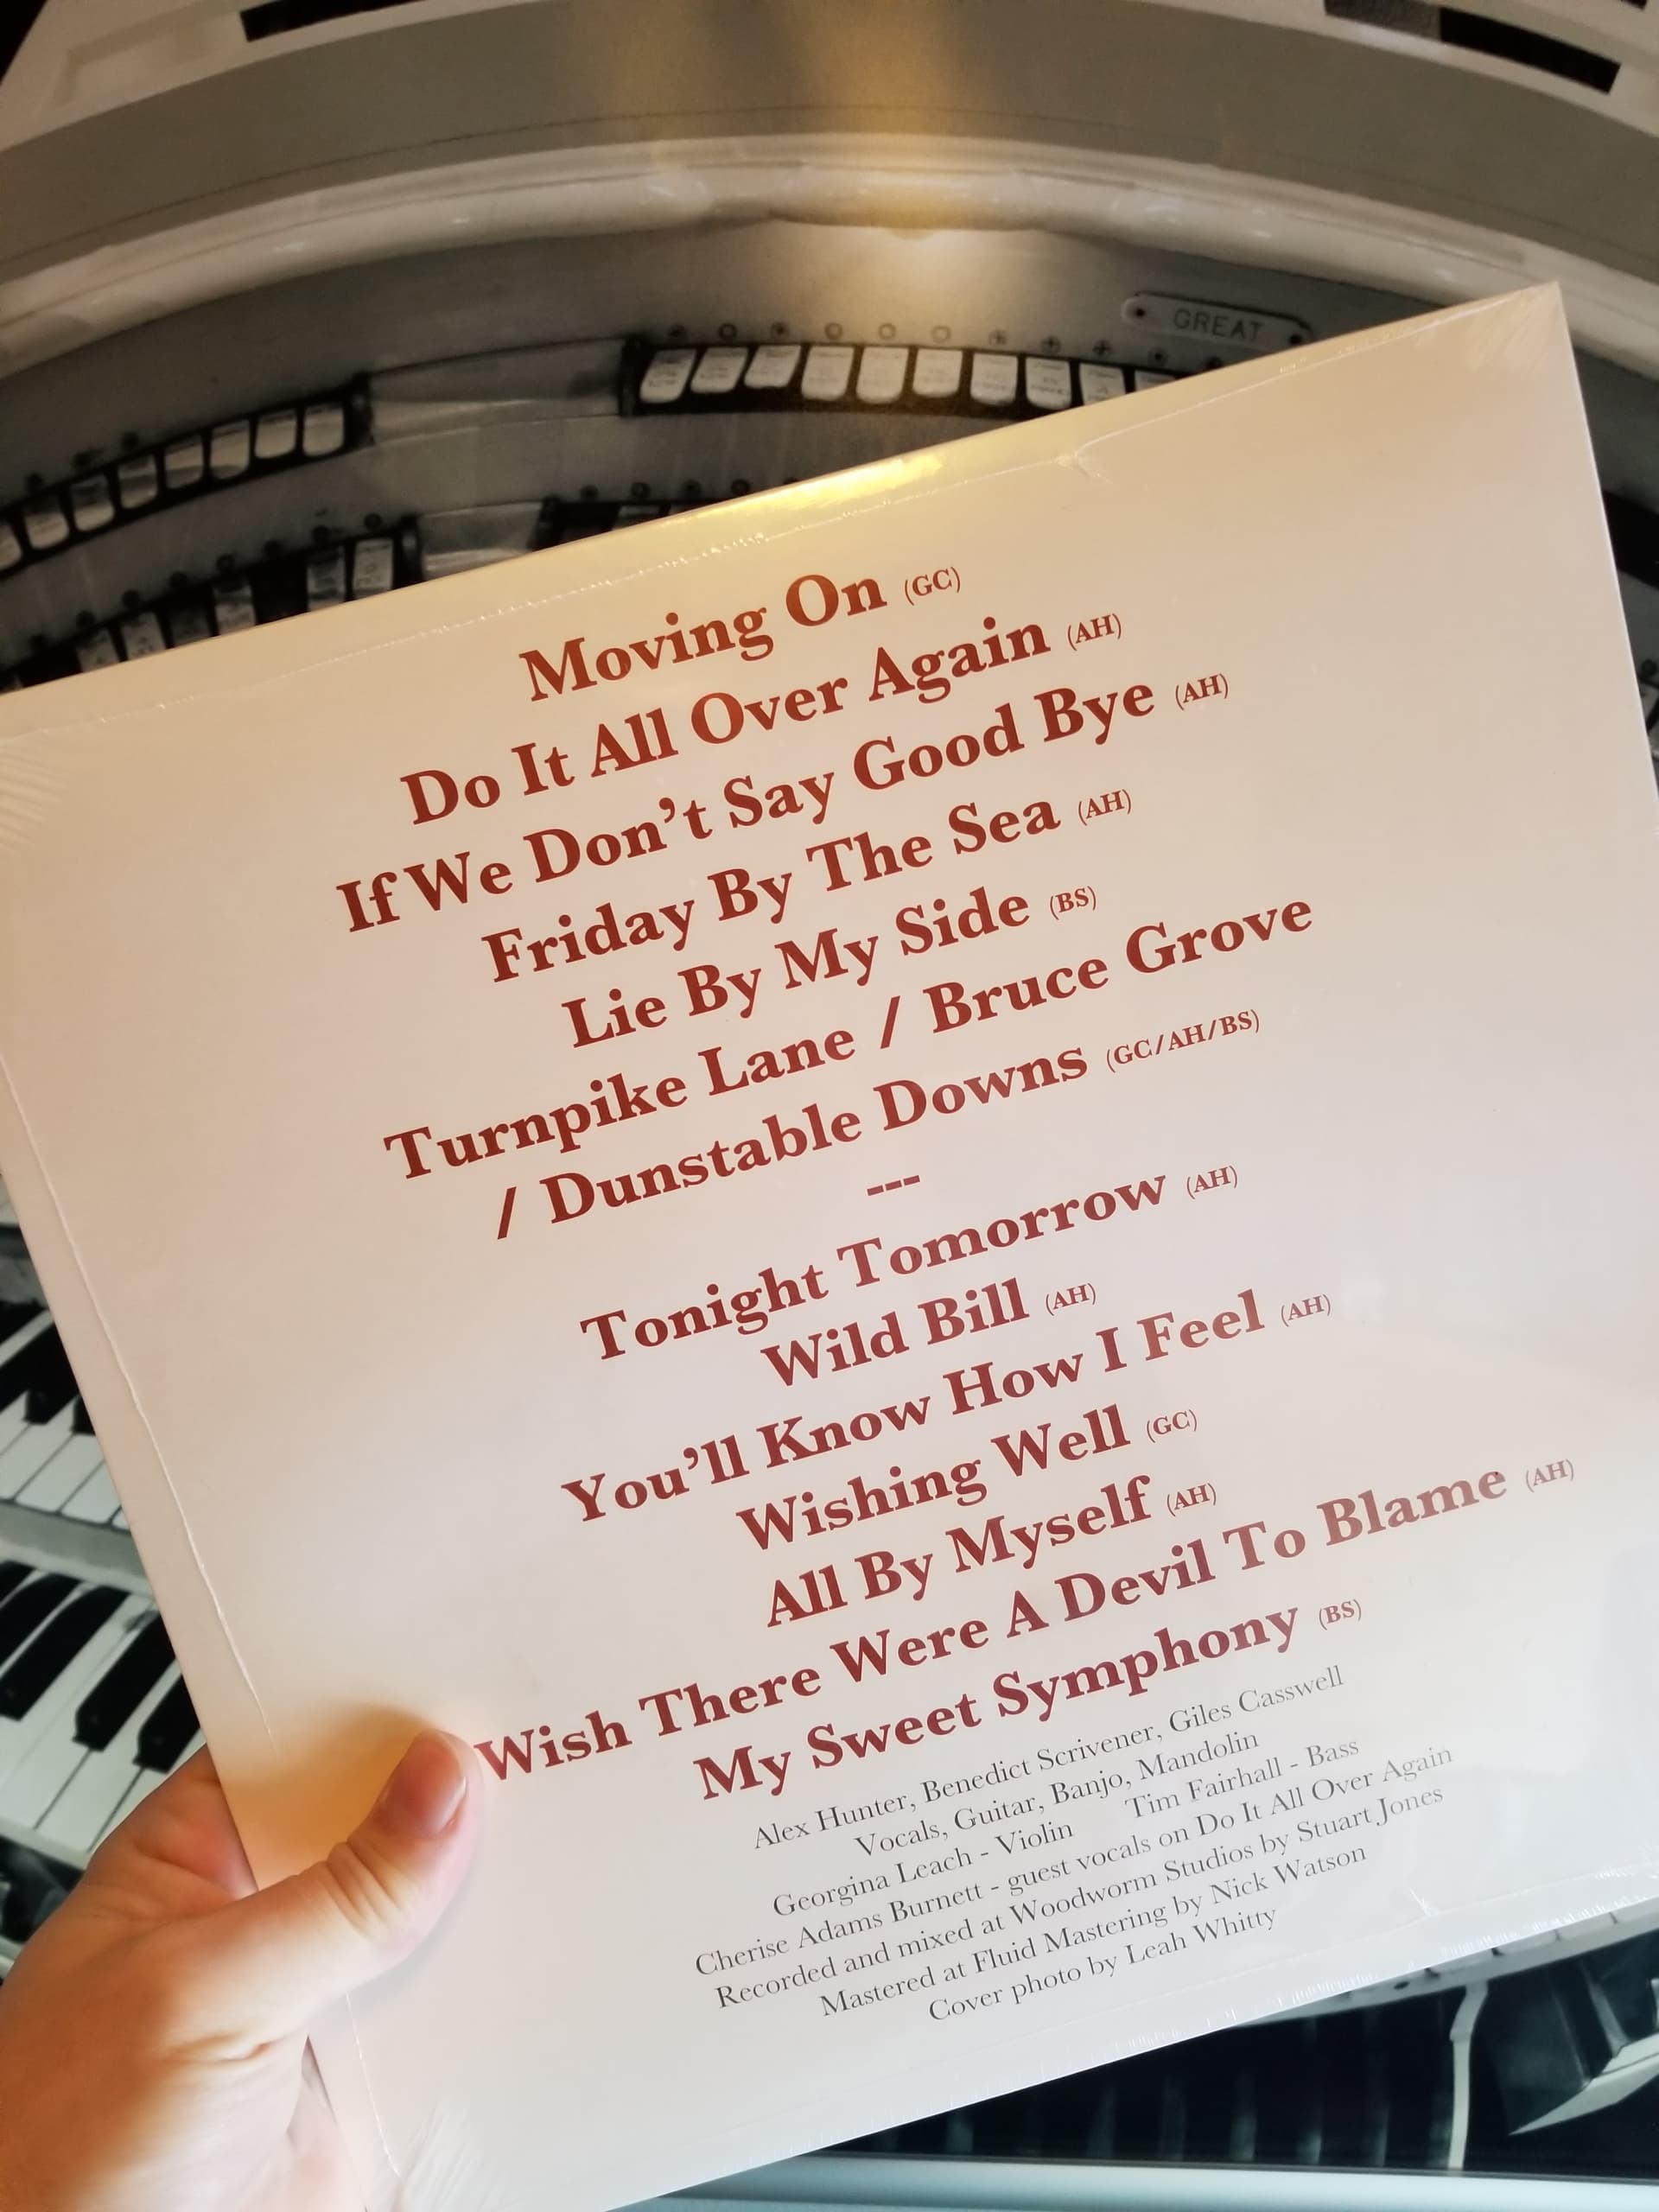 GREAT
Moving On (GC)
Do It All Over Again (AH)
If We Don't Say Good Bye (AH)
Friday By The Sea (AH)
Lie By My Side (BS)
Turnpike Lane / Bruce Grove
/ Dunstable Downs (GC/AH/BS)
---
Tonight Tomorrow (AH)
Wild Bill (AH)
You'll Know How I Feel (AH)
Wishing Well (GC)
All By Myself (AH)
Wish There Were A Devil To Blame (AH)
My Sweet Symphony (BS)
Alex Hunter, Benedict Scrivener, Giles Casswell
Vocals, Guitar, Banjo, Mandolin
Georgina Leach - Violin Tim Fairhall - Bass
Cherise Adams Burnett - guest vocals on Do It All Over Again
Recorded and mixed at Woodworm Studios by Stuart Jones
Mastered at Fluid Mastering by Nick Watson
Cover photo by Leah Whitty